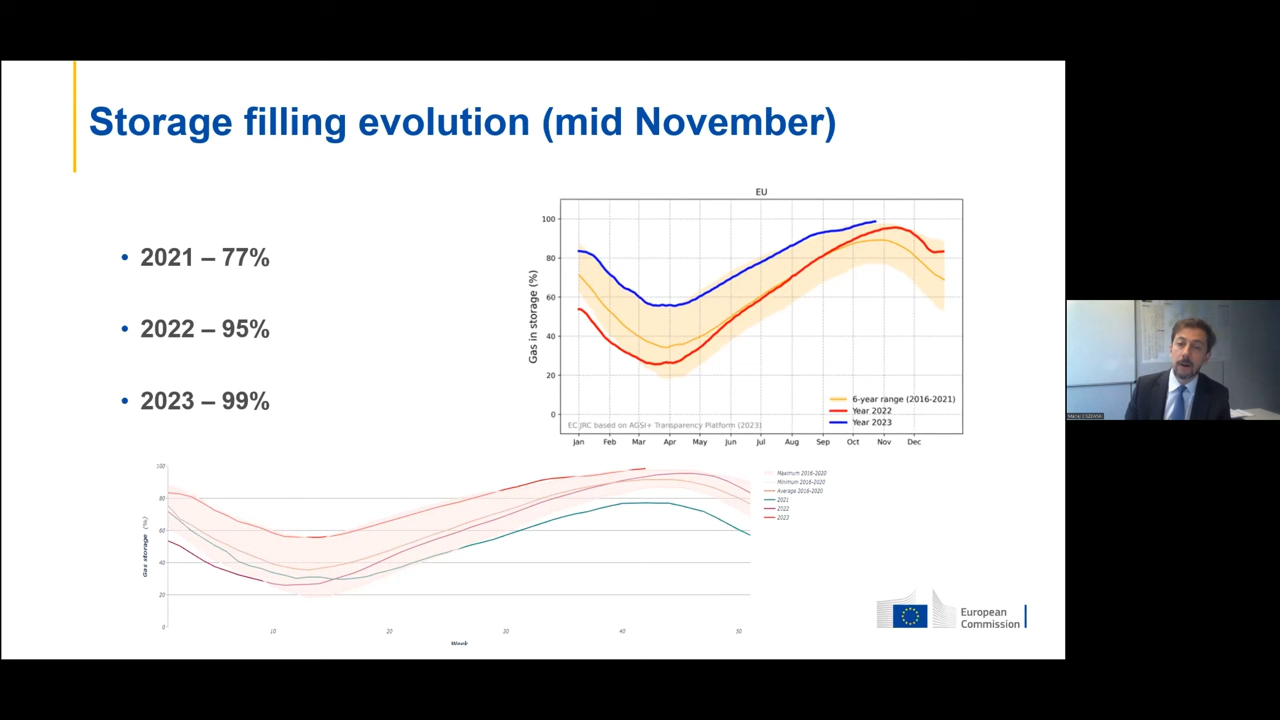 Storage filling evolution (mid November)
• 2021 – 77%
• 2022 – 95%
• 2023 – 99%
EU
Gas in storage (%)
100
80
60
40
20
0
6-year range (2016-2021)
Year 2022
Year 2023
EC JRC based on AGSI+ Transparency Platform (2023)
Jan Feb Mar Apr May Jun Jul Aug Sep Oct Nov Dec
Gas storage (%)
100
80
60
40
20
0
10 20 30 40 50
Week
Maximum 2016-2020
Minimum 2016-2020
Average 2016-2020
2021
2022
2023
European
Commission